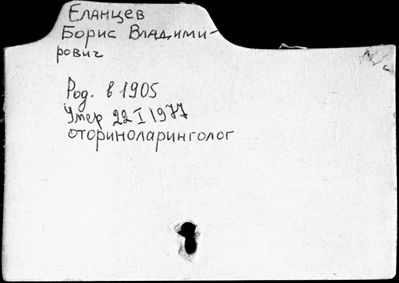 Еланцев
Борис Владими-
рович
Род. в 1905
Умер 22 I 1977
оториноларинголог